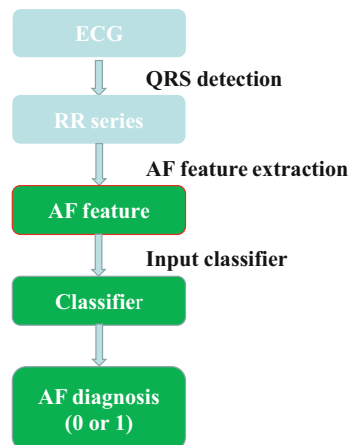 ECG
QRS detection
RR series
AF feature extraction
AF feature
Input classifier
Classifier
AF diagnosis
(0 or 1)